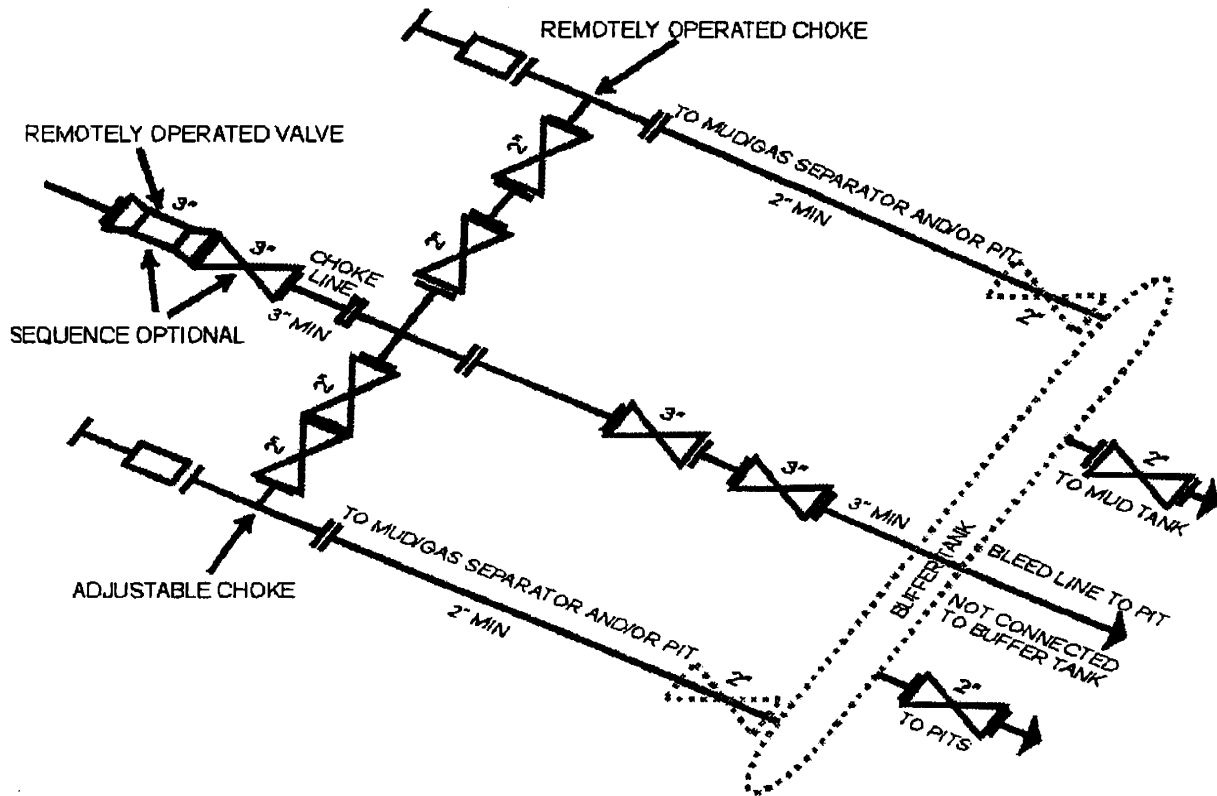 REMOTELY OPERATED CHOKE
REMOTELY OPERATED VALVE
TO MUD/GAS SEPARATOR AND/OR PIT
2" MIN
2"
2"
3"
3"
CHOKE
LINE
3" MIN
SEQUENCE OPTIONAL
2"
2"
2"
3"
3"
3" MIN
2"
TO MUD TANK
BUFFER TANK
BLEED LINE TO PIT
NOT CONNECTED
TO BUFFER TANK
ADJUSTABLE CHOKE
TO MUD/GAS SEPARATOR AND/OR PIT
2" MIN
2"
2"
TO PITS